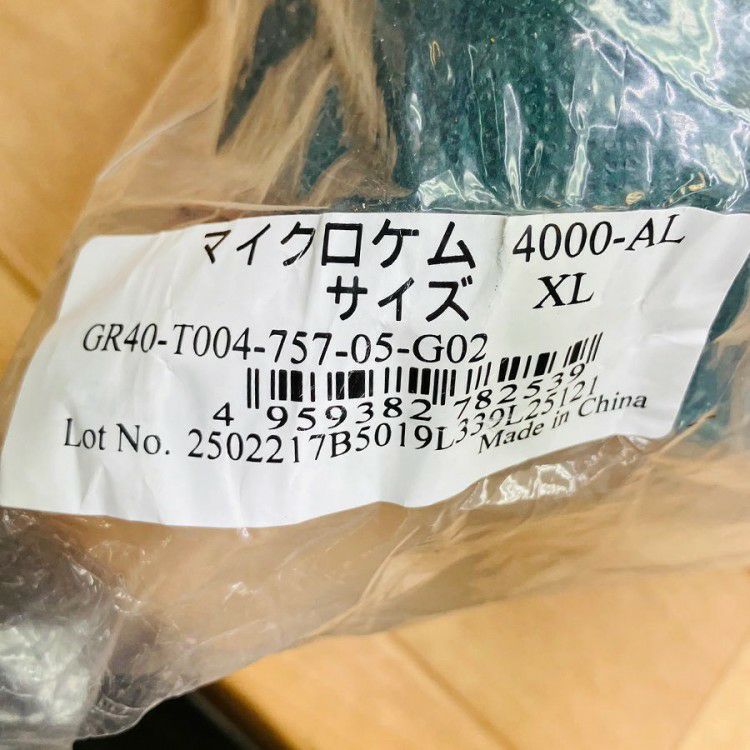 マイクロゲム 4000-AL
サイズ XL
GR40-T004-757-05-G02
4 959382 782539
Lot No. 2502217B5019L339L25121
Made in China